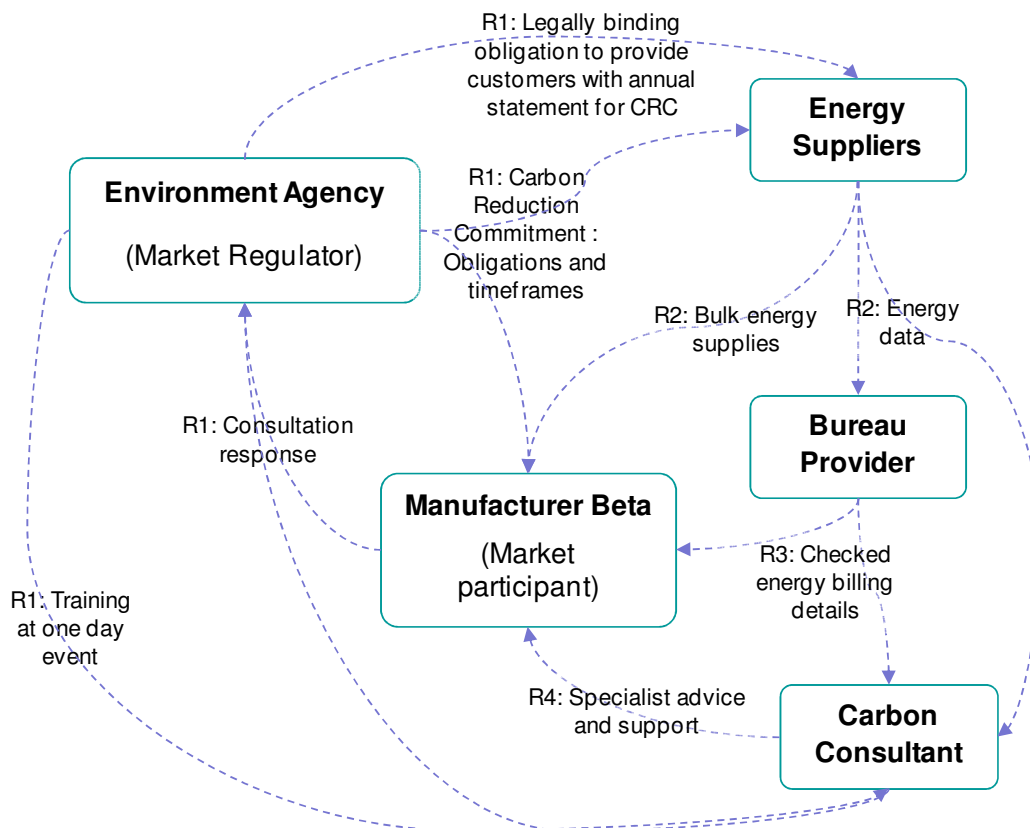 R1: Legally binding
obligation to provide
customers with annual
statement for CRC
Energy
Suppliers
Environment Agency
(Market Regulator)
R1: Carbon
Reduction
Commitment :
Obligations and
timeframes
R2: Bulk energy
supplies
R2: Energy
data
R1: Consultation
response
Bureau
Provider
Manufacturer Beta
(Market
participant)
R3: Checked
energy billing
details
R1: Training
at one day
event
R4: Specialist advice
and support
Carbon
Consultant